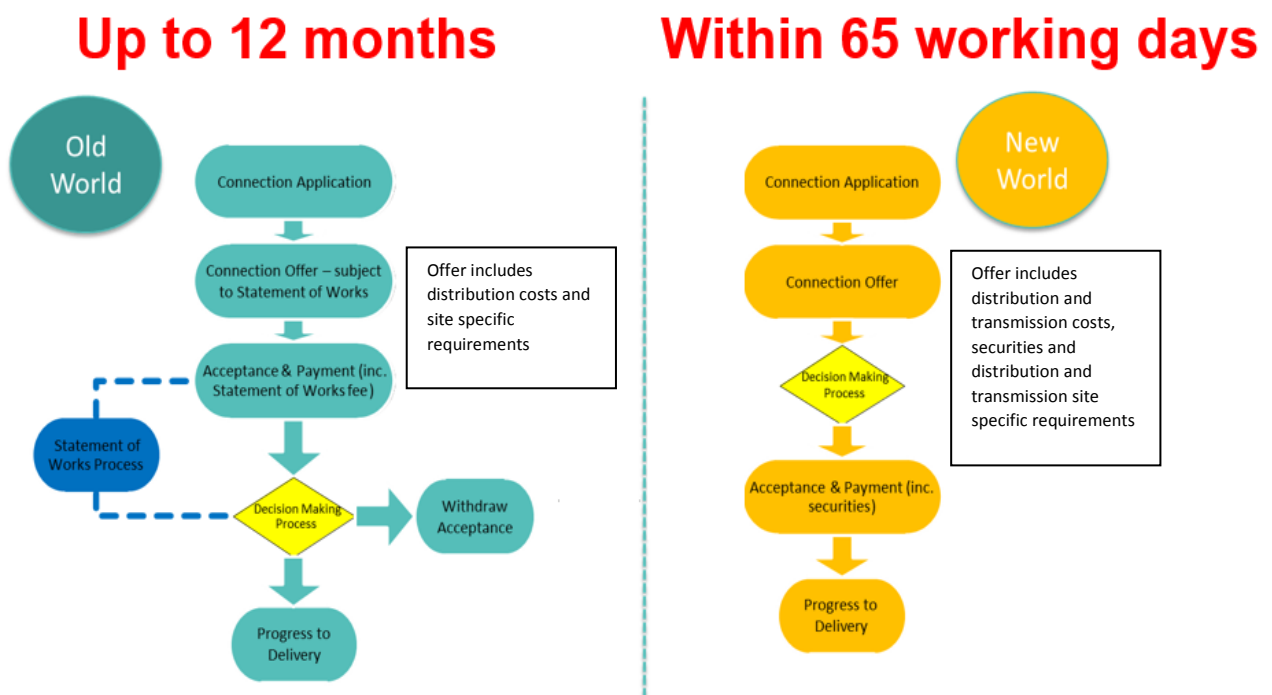 Up to 12 months
Within 65 working days
Old
World
Connection Application
Connection Offer – subject
to Statement of Works
Offer includes
distribution costs and
site specific
requirements
Acceptance & Payment (inc.
Statement of Works fee)
Statement of
Works Process
Decision Making
Process
Withdraw
Acceptance
Progress to
Delivery
New
World
Connection Application
Connection Offer
Offer includes
distribution and
transmission costs,
securities and
distribution and
transmission site
specific requirements
Decision Making
Process
Acceptance & Payment (inc.
securities)
Progress to
Delivery